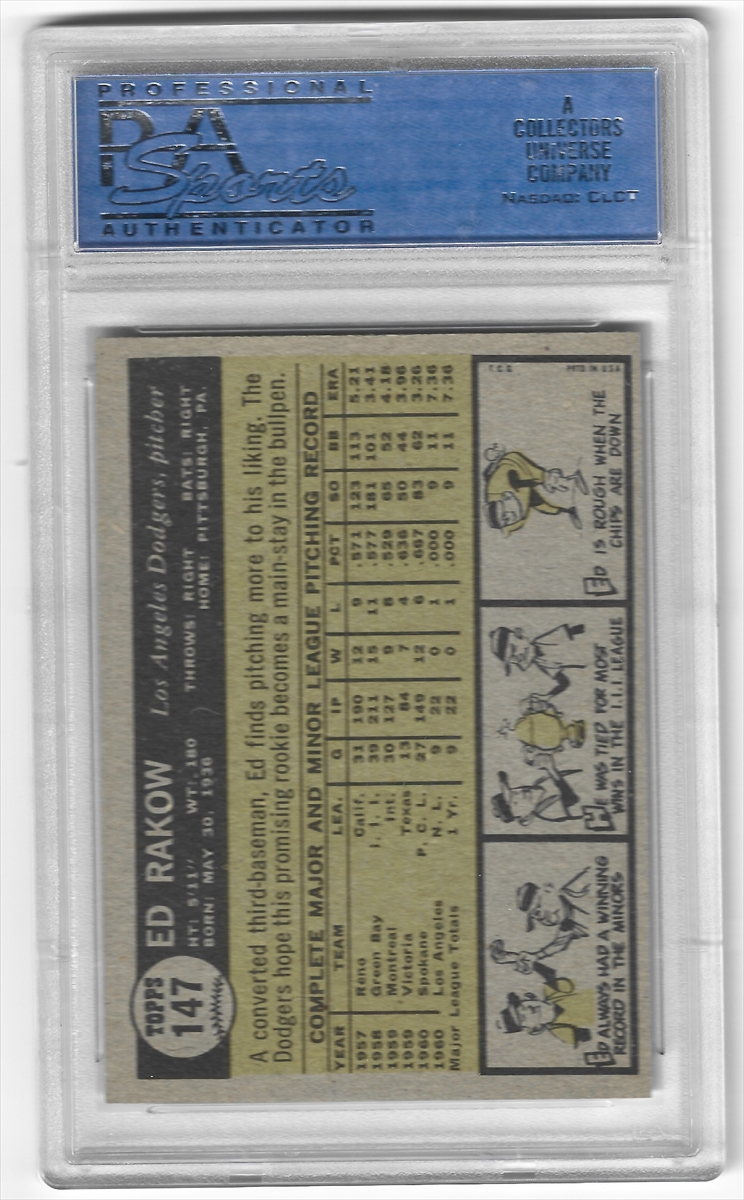 PROFESSIONAL
PSA
Sports
AUTHENTICATOR
A
COLLECTORS
UNIVERSE
COMPANY
NASDAQ: CLCT
TOPPS
147
ED RAKOW Los Angeles Dodgers, pitcher
HT: 5'11" WT: 180 THROWS: RIGHT BATS: RIGHT
BORN: MAY 30, 1936 HOME: PITTSBURGH, PA.
A converted third-baseman, Ed finds pitching more to his liking. The
Dodgers hope this promising rookie becomes a main-stay in the bullpen.
COMPLETE MAJOR AND MINOR LEAGUE PITCHING RECORD
YEAR TEAM LEA. G IP W L PCT SO BB ERA
1957 Reno Calif. 31 190 12 9 .571 123 113 5.21
1958 Green Bay I. I. I. 39 211 15 11 .577 181 101 3.41
1959 Montreal Int. 30 127 9 8 .529 65 52 4.18
1959 Victoria Texas 13 84 7 4 .636 50 44 3.96
1960 Spokane P. C. L. 27 149 12 6 .667 83 62 3.26
1960 Los Angeles N. L. 9 22 0 1 .000 9 11 7.36
Major League Totals 1 Yr. 9 22 0 1 .000 9 11 7.36
ED ALWAYS HAD A WINNING
RECORD IN THE MINORS
HE WAS TIED FOR MOST
WINS IN THE I.I.I. LEAGUE
T.C.G. PRTD. IN U.S.A.
ED IS ROUGH WHEN THE
CHIPS ARE DOWN